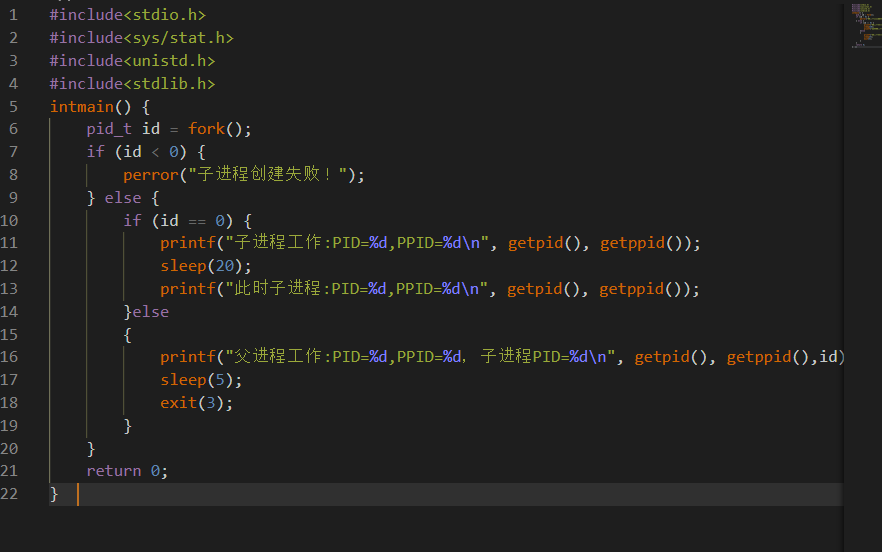 1 #include<stdio.h>
2 #include<sys/stat.h>
3 #include<unistd.h>
4 #include<stdlib.h>
5 intmain() {
6 pid_t id = fork();
7 if (id < 0) {
8 perror("子进程创建失败！");
9 } else {
10 if (id == 0) {
11 printf("子进程工作:PID=%d,PPID=%d\n", getpid(), getppid());
12 sleep(20);
13 printf("此时子进程:PID=%d,PPID=%d\n", getpid(), getppid());
14 }else
15 {
16 printf("父进程工作:PID=%d,PPID=%d，子进程PID=%d\n", getpid(), getppid(),id)
17 sleep(5);
18 exit(3);
19 }
20 }
21 return 0;
22 }